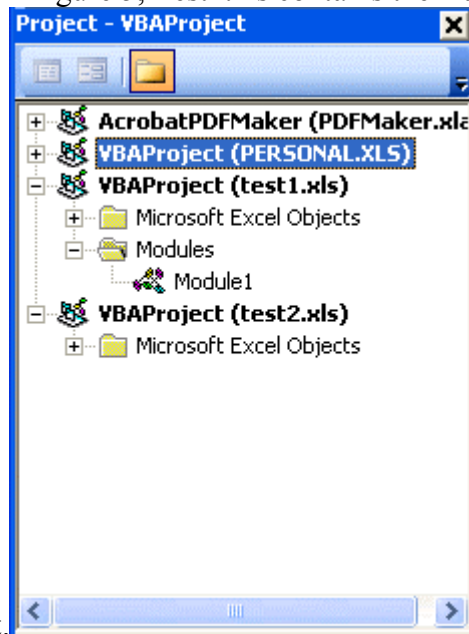 Project - VBAProject
AcrobatPDFMaker (PDFMaker.xla
VBAProject (PERSONAL.XLS)
VBAProject (test1.xls)
Microsoft Excel Objects
Modules
Module1
VBAProject (test2.xls)
Microsoft Excel Objects